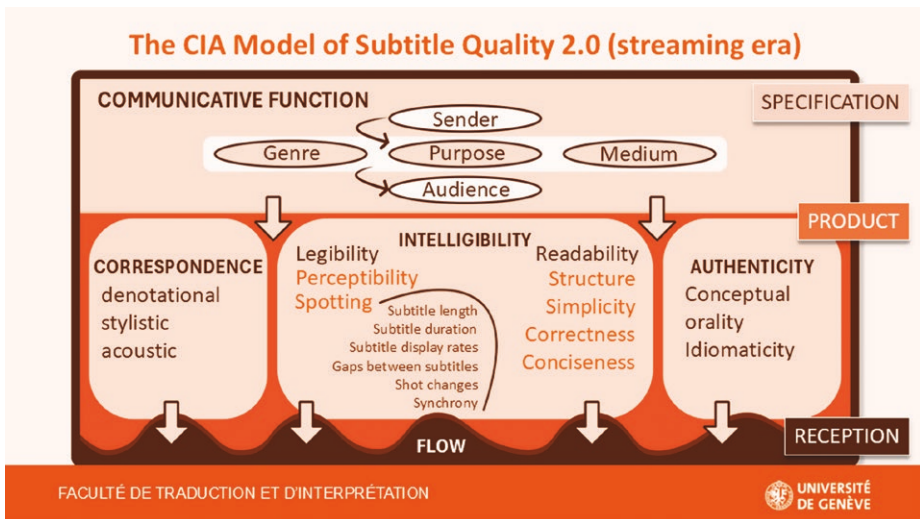 The CIA Model of Subtitle Quality 2.0 (streaming era)
COMMUNICATIVE FUNCTION
SPECIFICATION
Sender
Genre
Purpose
Medium
Audience
PRODUCT
CORRESPONDENCE
denotational
stylistic
acoustic
INTELLIGIBILITY
Legibility
Perceptibility
Spotting
Subtitle length
Subtitle duration
Subtitle display rates
Gaps between subtitles
Shot changes
Synchrony
Readability
Structure
Simplicity
Correctness
Conciseness
AUTHENTICITY
Conceptual
orality
Idiomaticity
RECEPTION
FLOW
FACULTÉ DE TRADUCTION ET D'INTERPRÉTATION
UNIVERSITÉ
DE GENÈVE